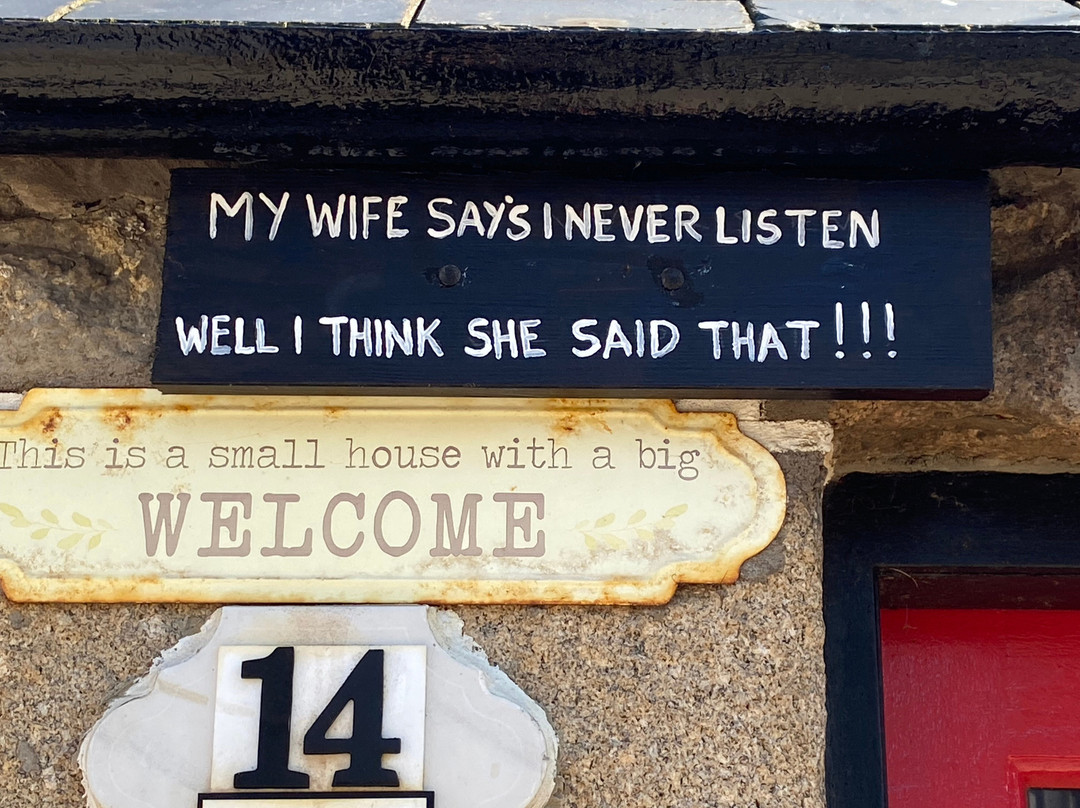 MY WIFE SAY'S I NEVER LISTEN
WELL I THINK SHE SAID THAT!!!
This is a small house with a big
WELCOME
14